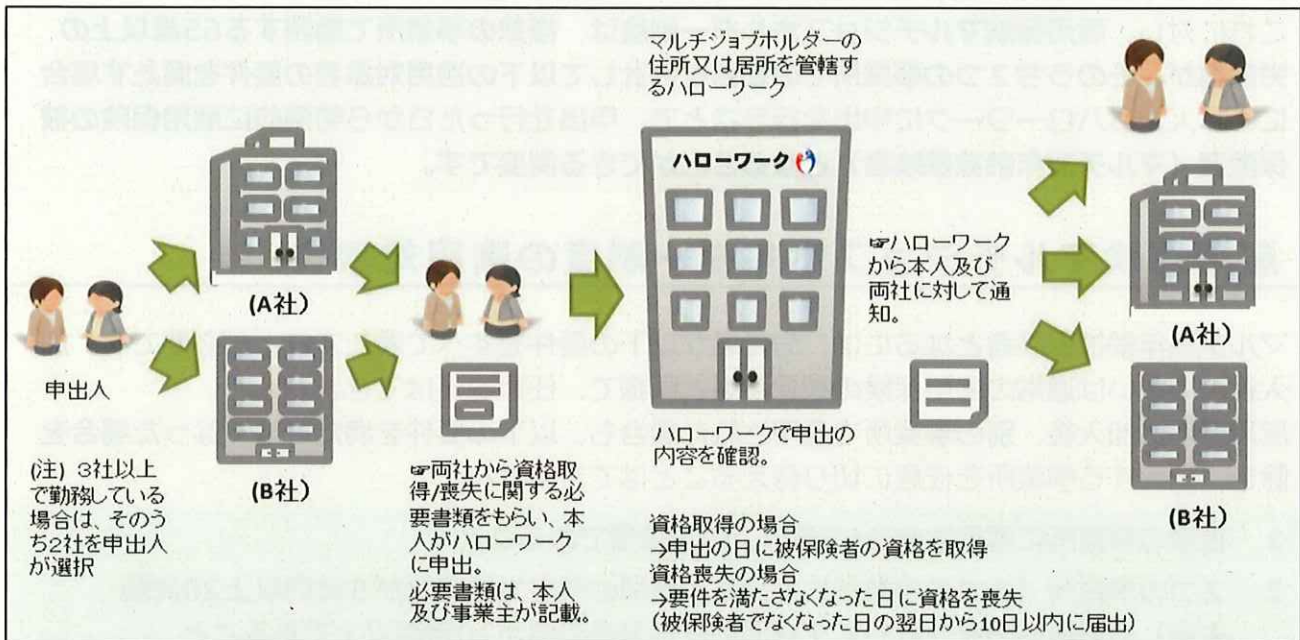 申出人
(注) 3社以上
で勤務している
場合は、そのう
ち2社を申出人
が選択
(A社)
(B社)
☞両社から資格取
得/喪失に関する必
要書類をもらい、本
人がハローワーク
に申出。
必要書類は、本人
及び事業主が記載。
マルチジョブホルダーの
住所又は居所を管轄す
るハローワーク
ハローワーク
☞ハローワークで申出の
内容を確認。
資格取得の場合
→申出の日に被保険者の資格を取得
資格喪失の場合
→要件を満たさなくなった日に資格を喪失
(被保険者でなくなった日の翌日から10日以内に届出)
☞ハローワーク
から本人及び
両社に対して通
知。
(A社)
(B社)